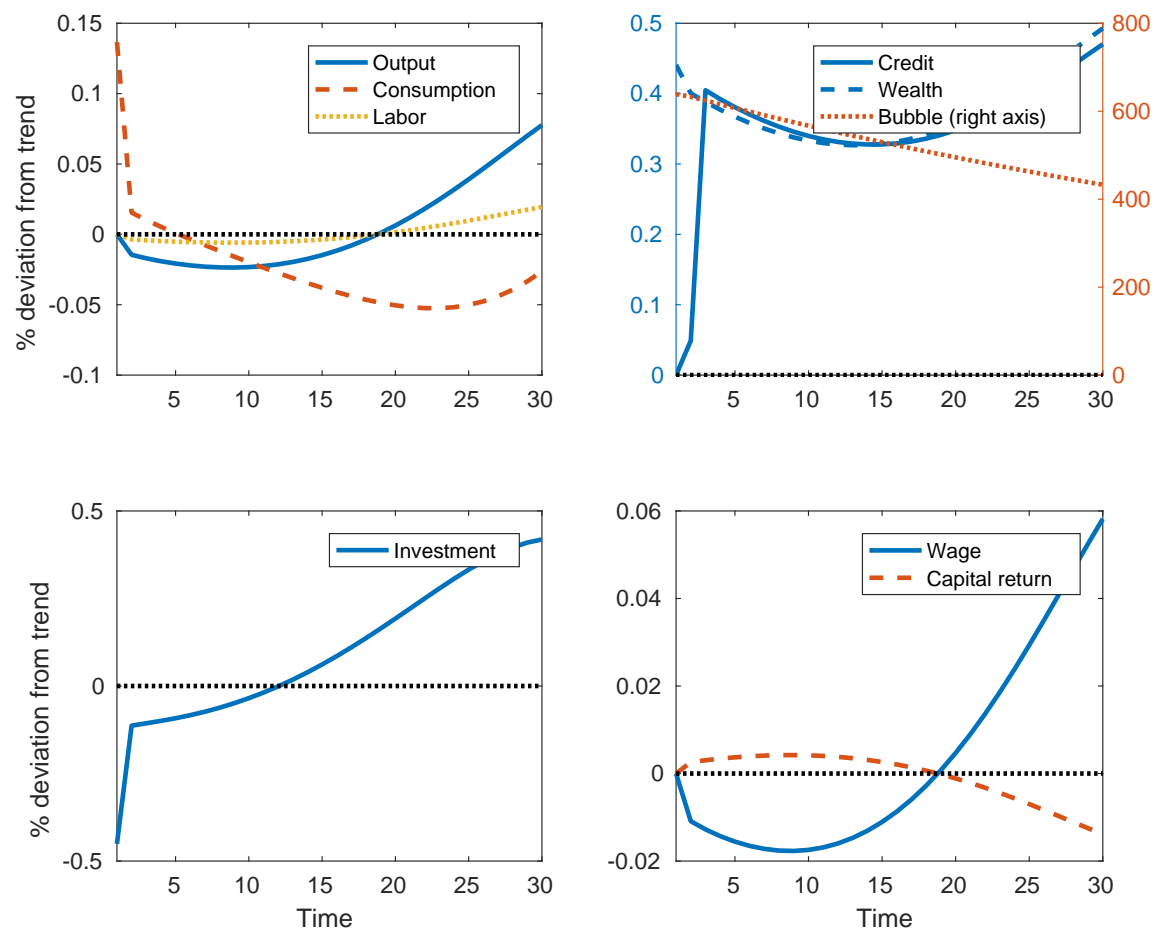 0.15
0.1
0.05
0
-0.05
-0.1
% deviation from trend
Output
Consumption
Labor
5 10 15 20 25 30
0.5
0.4
0.3
0.2
0.1
0
Credit
Wealth
Bubble (right axis)
800
600
400
200
0
5 10 15 20 25 30
0.5
0
-0.5
% deviation from trend
Investment
5 10 15 20 25 30
Time
0.06
0.04
0.02
0
-0.02
Wage
Capital return
5 10 15 20 25 30
Time